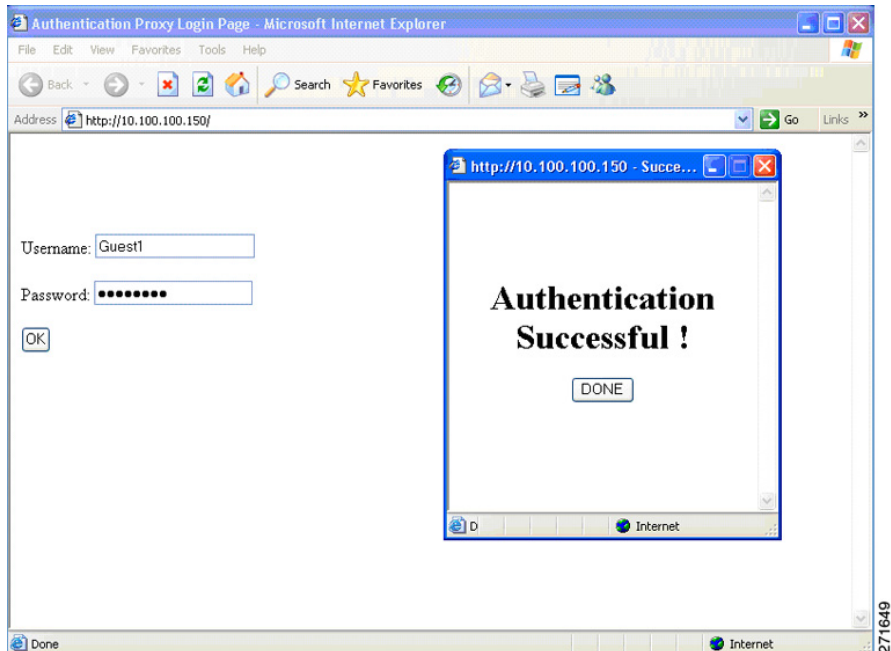 Authentication Proxy Login Page - Microsoft Internet Explorer
File Edit View Favorites Tools Help
Back Search Favorites
Address http://10.100.100.150/ Go Links »
http://10.100.100.150 - Succe...
Username: Guest1
Password: ••••••••
OK
Authentication
Successful !
DONE
D Internet
Done Internet
271649